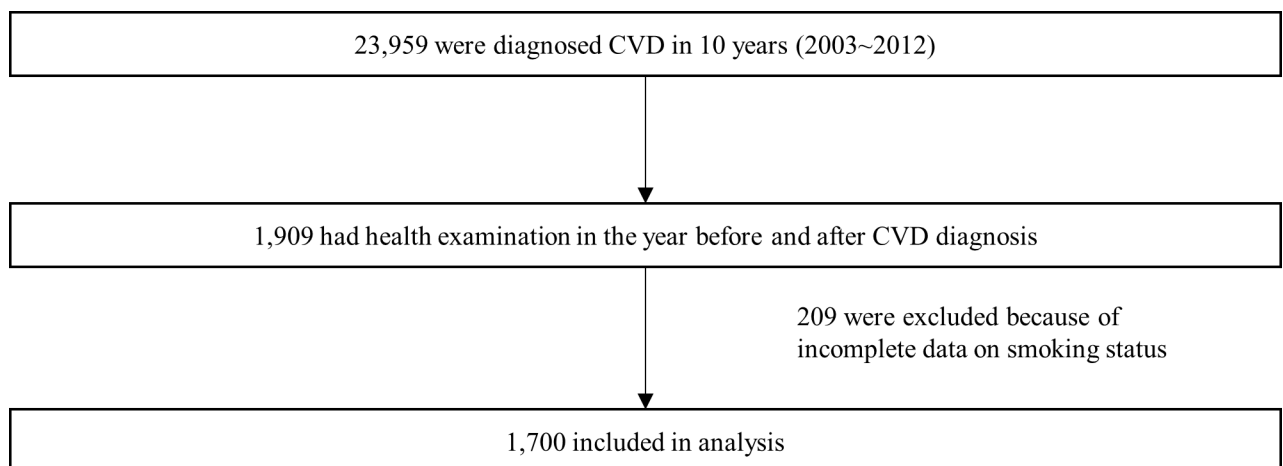 23,959 were diagnosed CVD in 10 years (2003~2012)
1,909 had health examination in the year before and after CVD diagnosis
209 were excluded because of
incomplete data on smoking status
1,700 included in analysis